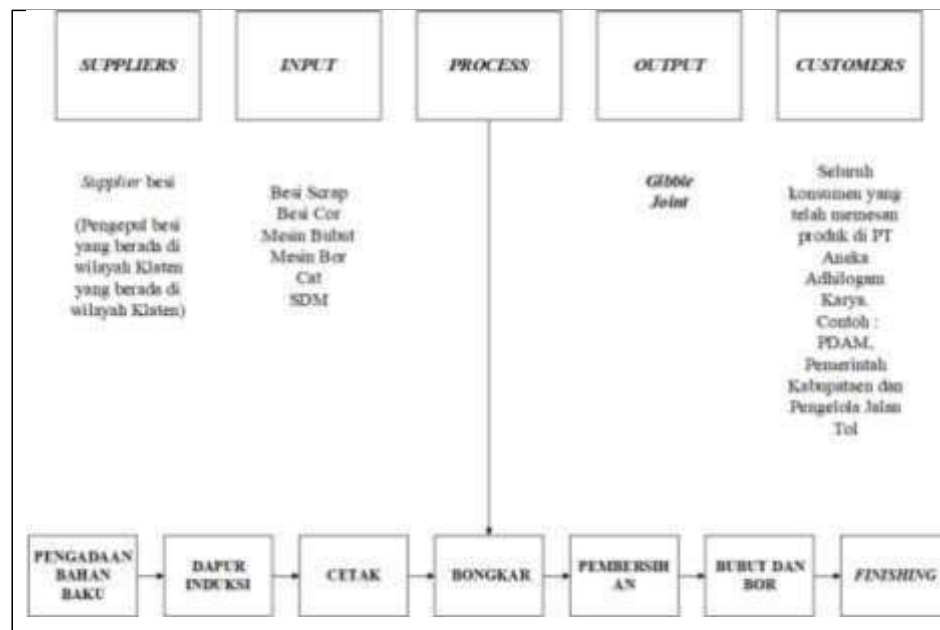 SUPPLIERS
INPUT
PROCESS
OUTPUT
CUSTOMERS
Supplier besi
(Pengepul besi
yang berada di
wilayah Klaten
yang berada di
wilayah Klaten)
Besi Scrap
Besi Cor
Mesin Bubut
Mesin Bor
Cat
SDM
Gibble
Joint
Seluruh
konsumen yang
telah memesan
produk di PT
Aneka
Adhilogam
Karya.
Contoh :
PDAM,
Pemerintah
Kabupataen dan
Pengelola Jalan
Tol
PENGADAAN
BAHAN
BAKU
DAPUR
INDUKSI
CETAK
BONGKAR
PEMBERSIH
AN
BUBUT DAN
BOR
FINISHING